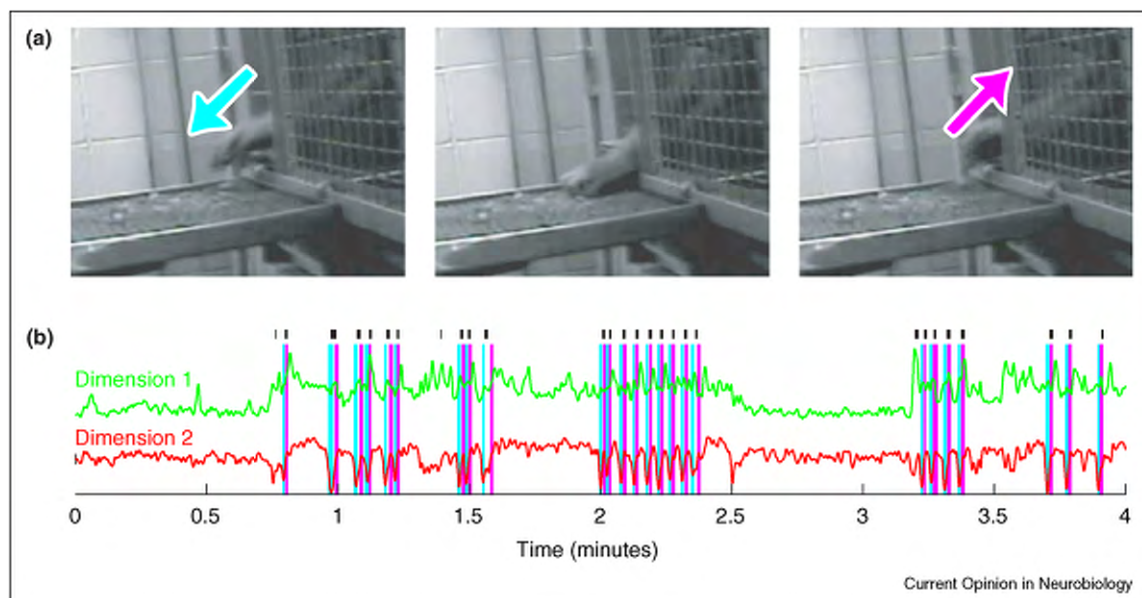 (a)
(b)
Dimension 1
Dimension 2
0 0.5 1 1.5 2 2.5 3 3.5 4
Time (minutes)
Current Opinion in Neurobiology